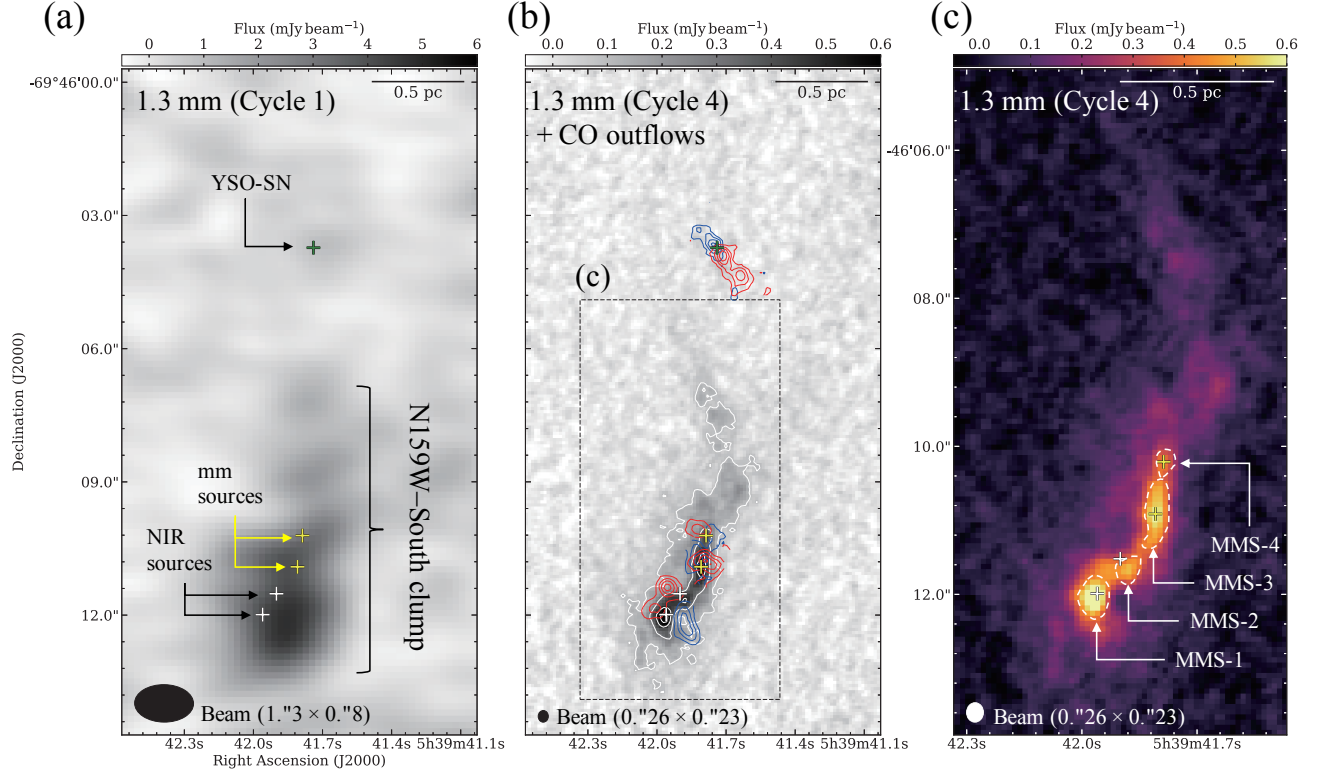 (a)
Flux (mJy beam⁻¹)
0 1 2 3 4 5 6
1.3 mm (Cycle 1)
0.5 pc
YSO-SN
mm
sources
NIR
sources
N159W–South clump
Beam (1."3 × 0."8)
-69°46'00.0"
03.0"
06.0"
09.0"
12.0"
Declination (J2000)
42.3s 42.0s 41.7s 41.4s 5h39m41.1s
Right Ascension (J2000)
(b)
Flux (mJy beam⁻¹)
0.0 0.1 0.2 0.3 0.4 0.5 0.6
1.3 mm (Cycle 4)
+ CO outflows
0.5 pc
(c)
Beam (0."26 × 0."23)
42.3s 42.0s 41.7s 41.4s 5h39m41.1s
(c)
Flux (mJy beam⁻¹)
0.0 0.1 0.2 0.3 0.4 0.5 0.6
1.3 mm (Cycle 4)
0.5 pc
-46'06.0"
08.0"
10.0"
12.0"
MMS-4
MMS-3
MMS-2
MMS-1
Beam (0."26 × 0."23)
42.3s 42.0s 5h39m41.7s